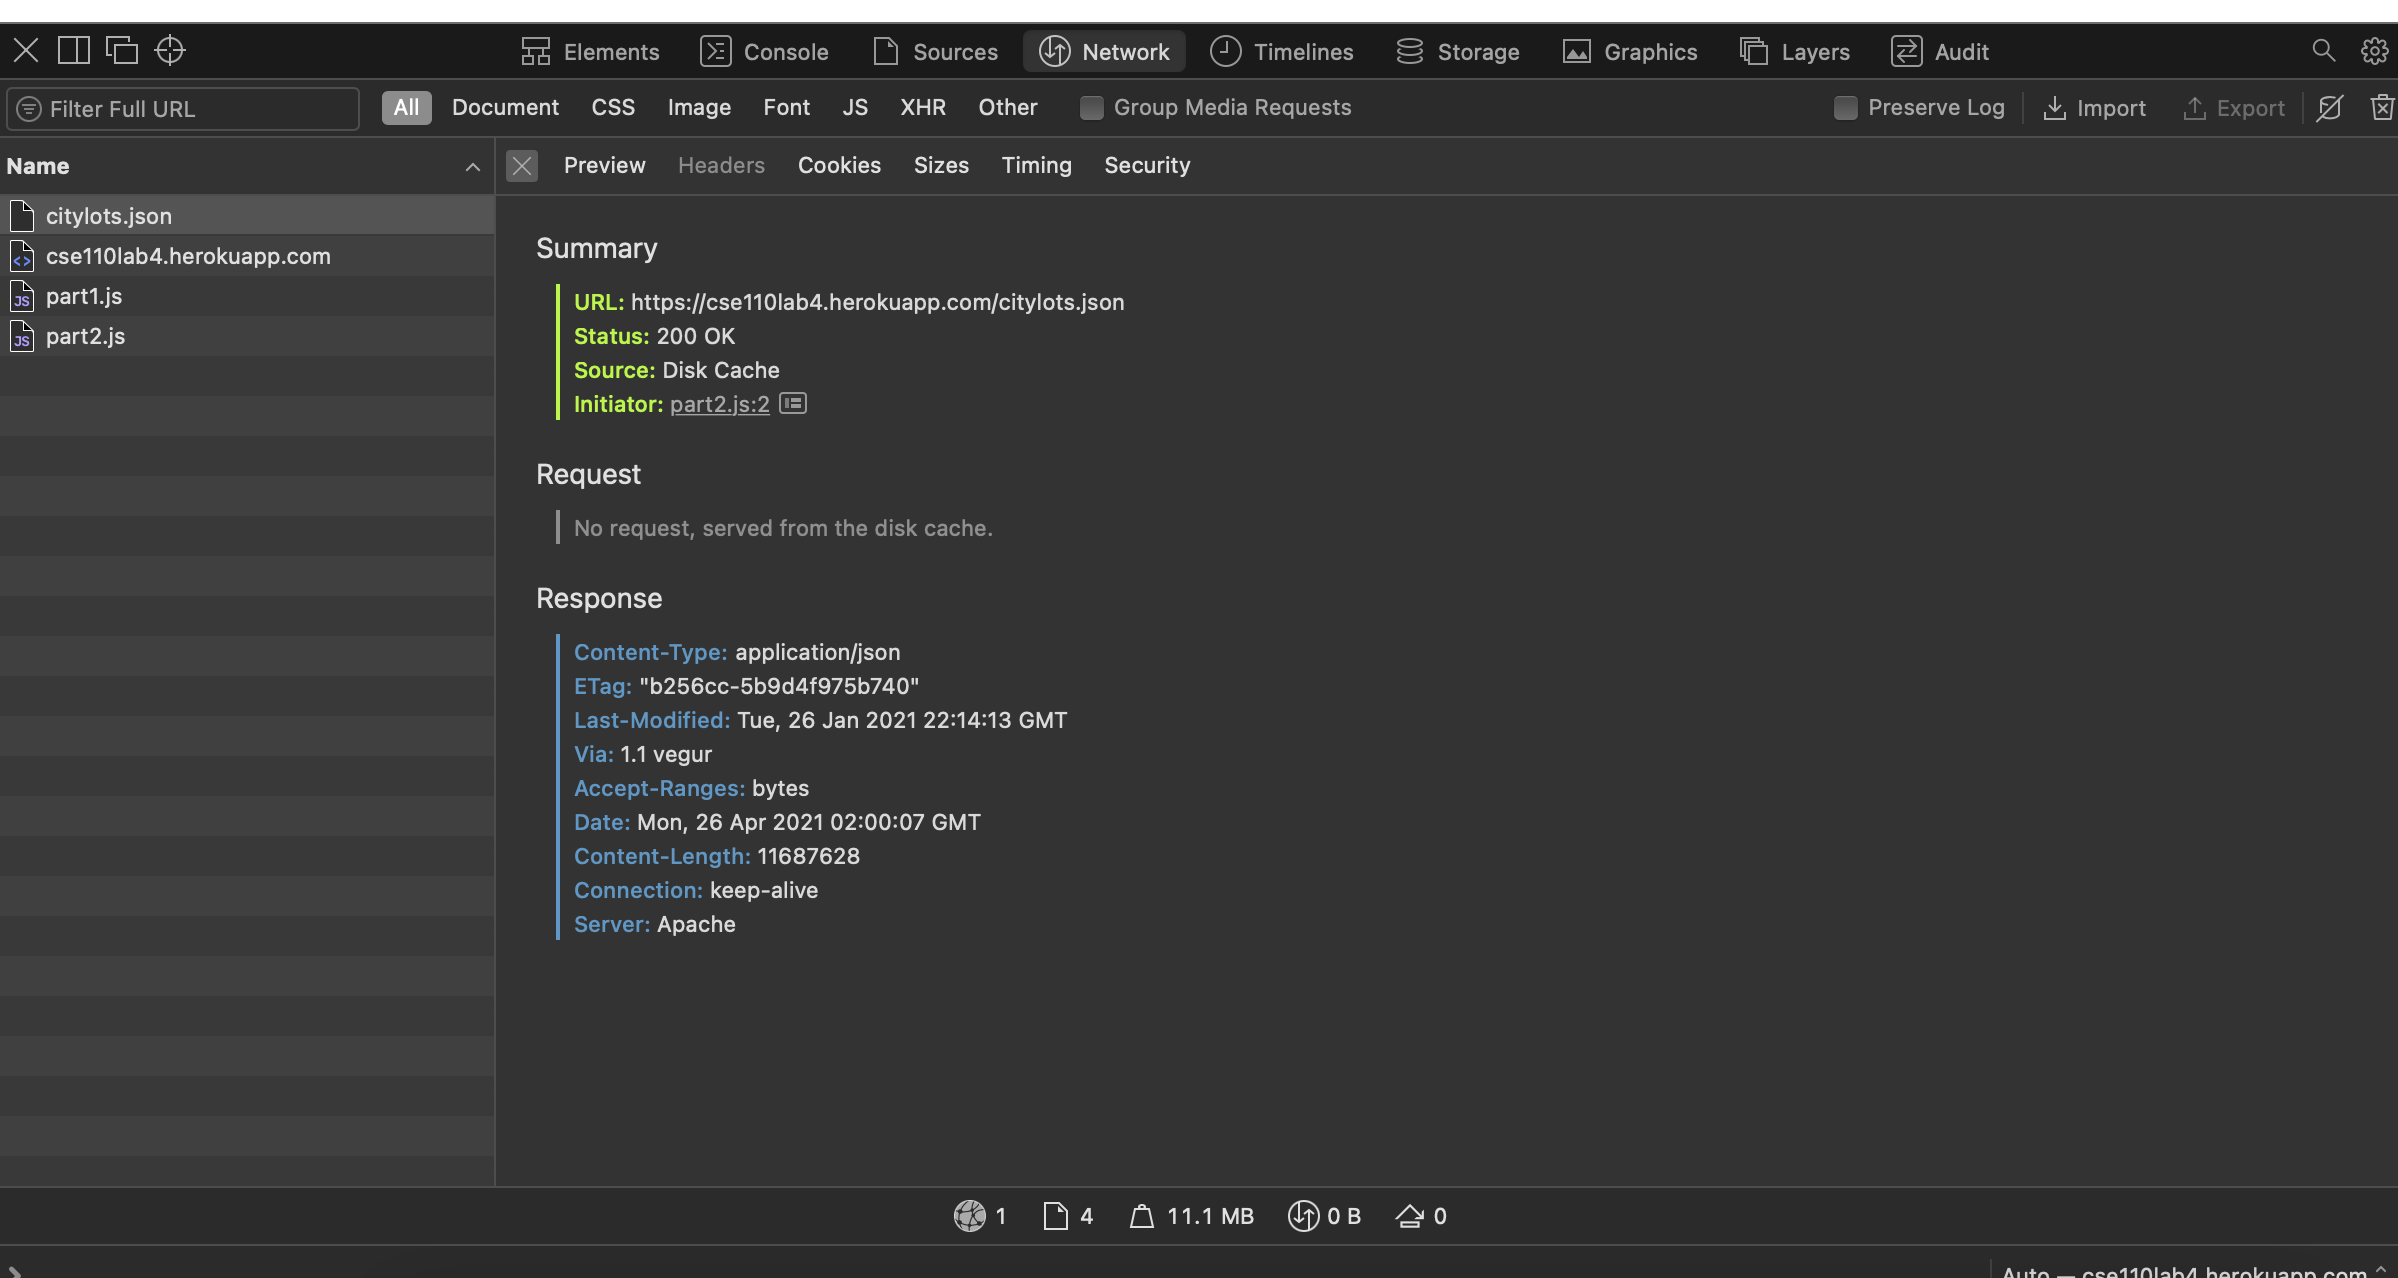 Elements Console Sources Network Timelines Storage Graphics Layers Audit
Filter Full URL All Document CSS Image Font JS XHR Other Group Media Requests Preserve Log Import Export
Name Preview Headers Cookies Sizes Timing Security
citylots.json
cse110lab4.herokuapp.com
JS part1.js
JS part2.js
Summary
URL: https://cse110lab4.herokuapp.com/citylots.json
Status: 200 OK
Source: Disk Cache
Initiator: part2.js:2
Request
No request, served from the disk cache.
Response
Content-Type: application/json
ETag: "b256cc-5b9d4f975b740"
Last-Modified: Tue, 26 Jan 2021 22:14:13 GMT
Via: 1.1 vegur
Accept-Ranges: bytes
Date: Mon, 26 Apr 2021 02:00:07 GMT
Content-Length: 11687628
Connection: keep-alive
Server: Apache
1 4 11.1 MB 0 B 0
Auto — cse110lab4.herokuapp.com